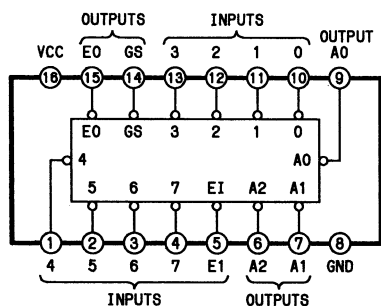 OUTPUTS INPUTS OUTPUT
VCC E0 GS 3 2 1 0 A0
16 15 14 13 12 11 10 9
E0 GS 3 2 1 0
4 A0
5 6 7 EI A2 A1
1 2 3 4 5 6 7 8
4 5 6 7 E1 A2 A1 GND
INPUTS OUTPUTS